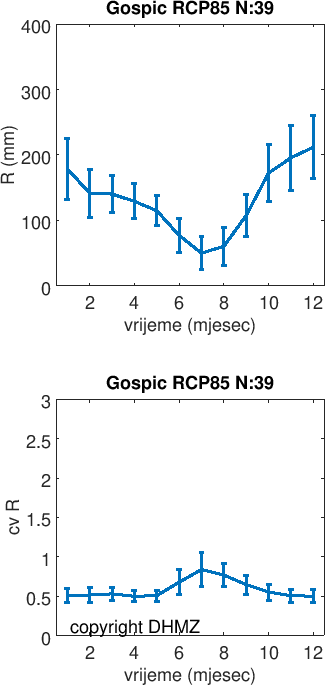 Gospic RCP85 N:39
400
300
200
100
0
R (mm)
2 4 6 8 10 12
vrijeme (mjesec)
Gospic RCP85 N:39
3
2.5
2
1.5
1
0.5
0
cv R
copyright DHMZ
2 4 6 8 10 12
vrijeme (mjesec)